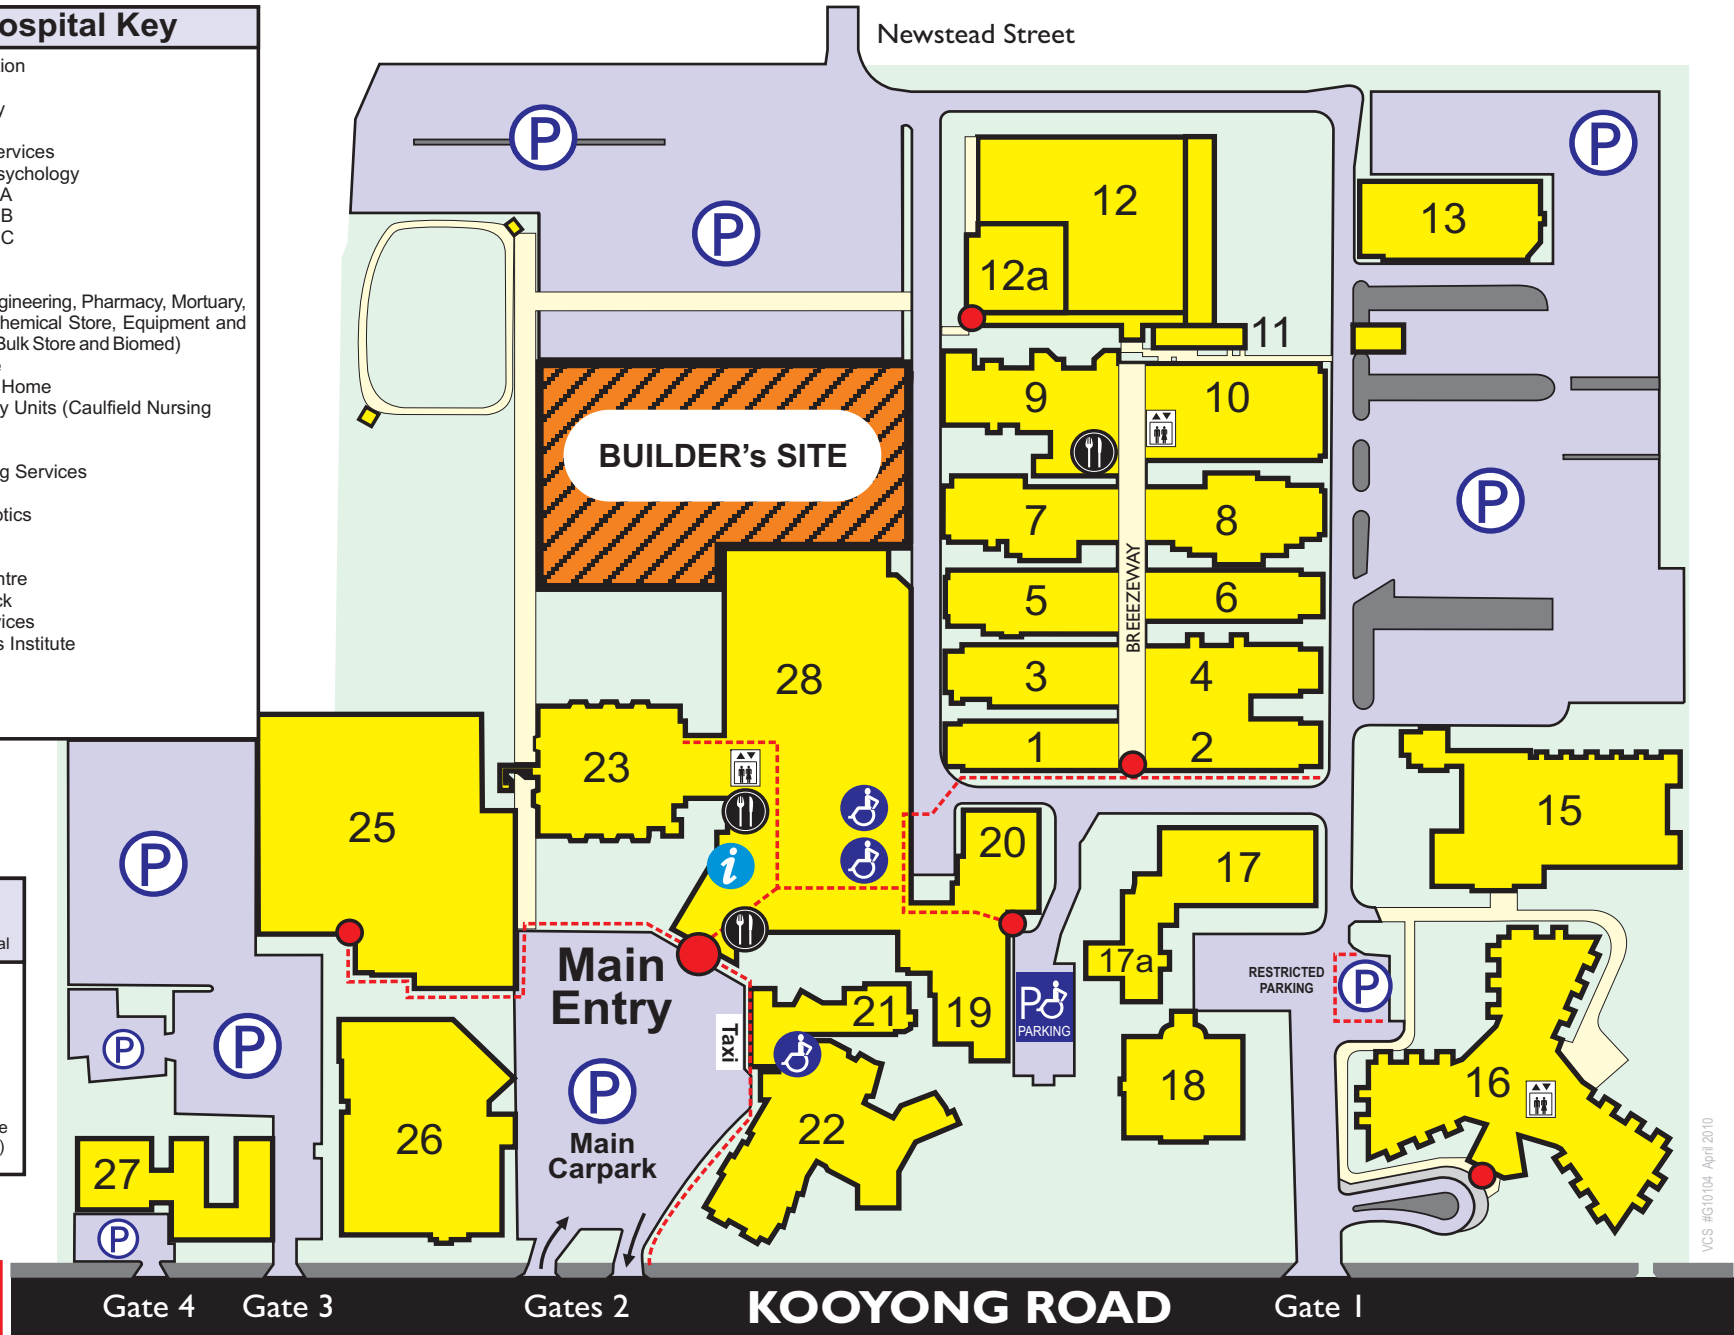 ospital Key
tion
y
ervices
sychology
A
B
C
gineering, Pharmacy, Mortuary,
hemical Store, Equipment and
Bulk Store and Biomed)
e
Home
y Units (Caulfield Nursing
g Services
otics
ntre
ck
vices
s Institute
al
e
)
Newstead Street
P
P
P
12
13
12a
11
9
10
BUILDER's SITE
P
7
8
BREEEZEWAY
5
6
28
3
4
1
2
23
25
15
20
17
P
i
Main
Entry
17a
RESTRICTED
PARKING
P
P
PARKING
21
19
Taxi
P
P
16
18
P
Main
Carpark
22
26
27
P
VCS #G10104 April 2010
Gate 4
Gate 3
Gates 2
KOOYONG ROAD
Gate 1